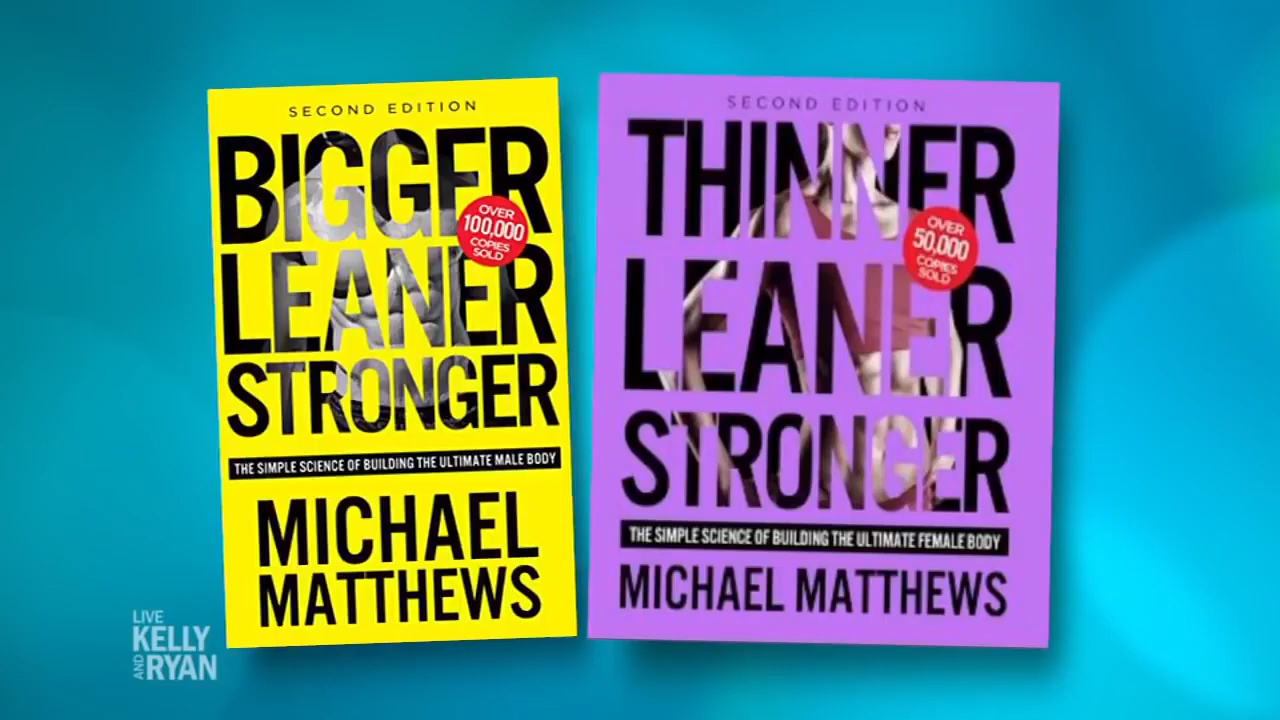 SECOND EDITION
BIGGER
LEANER
STRONGER
OVER
100,000
COPIES
SOLD
THE SIMPLE SCIENCE OF BUILDING THE ULTIMATE MALE BODY
MICHAEL
MATTHEWS
SECOND EDITION
THINNER
LEANER
STRONGER
OVER
50,000
COPIES
SOLD
THE SIMPLE SCIENCE OF BUILDING THE ULTIMATE FEMALE BODY
MICHAEL MATTHEWS
LIVE
KELLY
AND RYAN